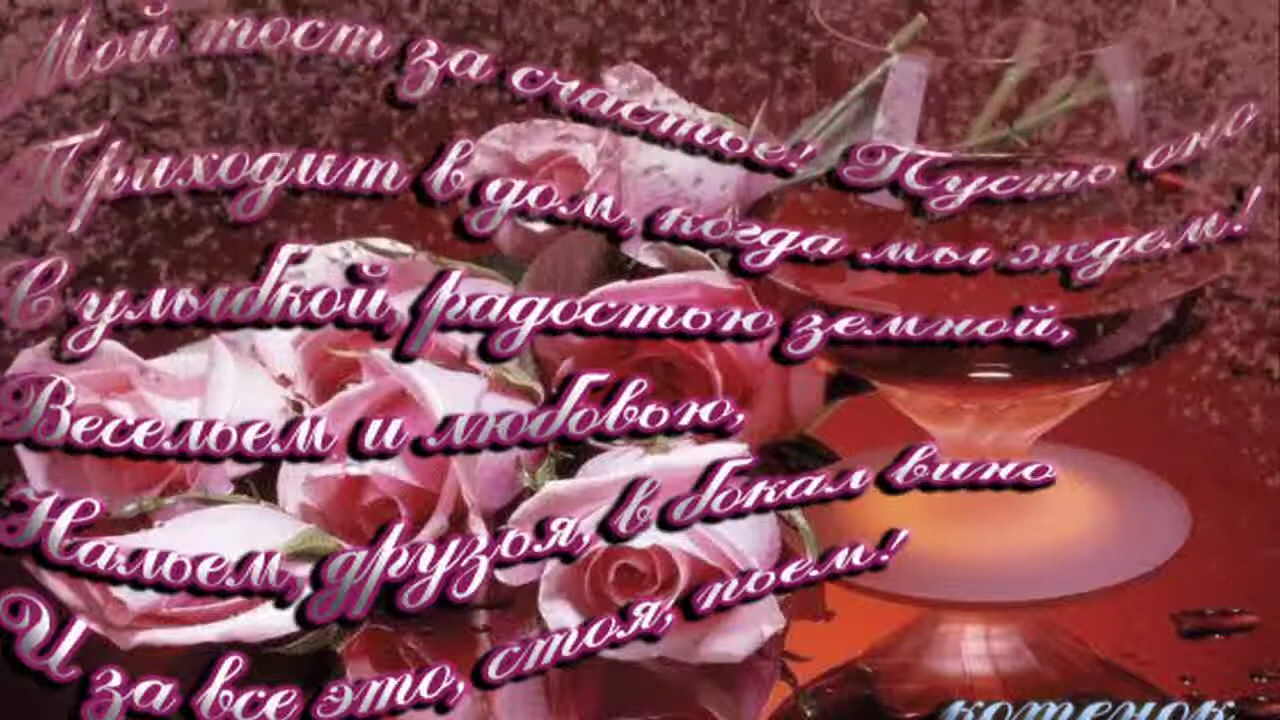 Мой тост за счастье! Пусть оно
Приходит в дом, когда мы ждем!
С улыбкой, радостью земной,
Весельем и любовью,
Нальем, друзья, в бокал вино
И за все это, стоя, поем!
котенок